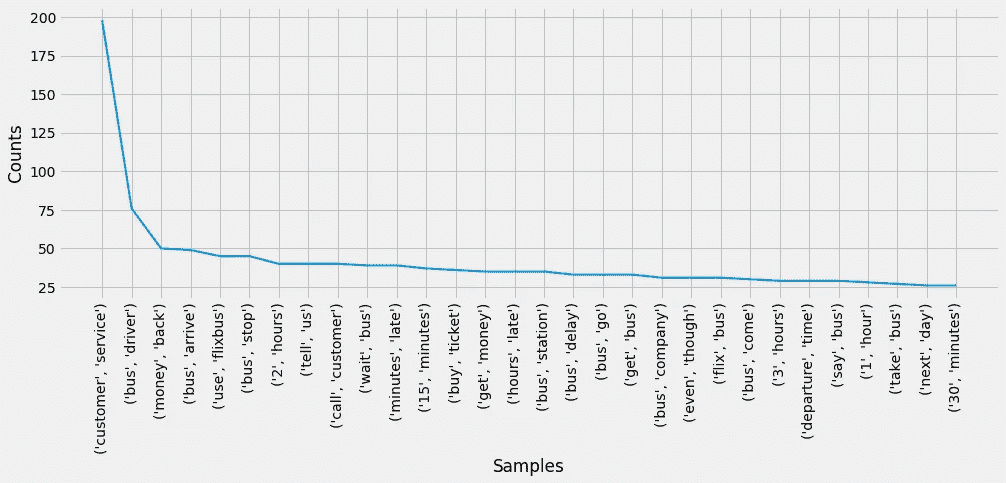 200
175
150
125
100
75
50
25
Counts
('customer', 'service')
('bus', 'driver')
('money', 'back')
('bus', 'arrive')
('use', 'flixbus')
('bus', 'stop')
('2', 'hours')
('tell', 'us')
('call', 'customer')
('wait', 'bus')
('minutes', 'late')
('15', 'minutes')
('buy', 'ticket')
('get', 'money')
('hours', 'late')
('bus', 'station')
('bus', 'delay')
('bus', 'go')
('get', 'bus')
('bus', 'company')
('even', 'though')
('flix', 'bus')
('bus', 'come')
('3', 'hours')
('departure', 'time')
('say', 'bus')
('1', 'hour')
('take', 'bus')
('next', 'day')
('30', 'minutes')
Samples